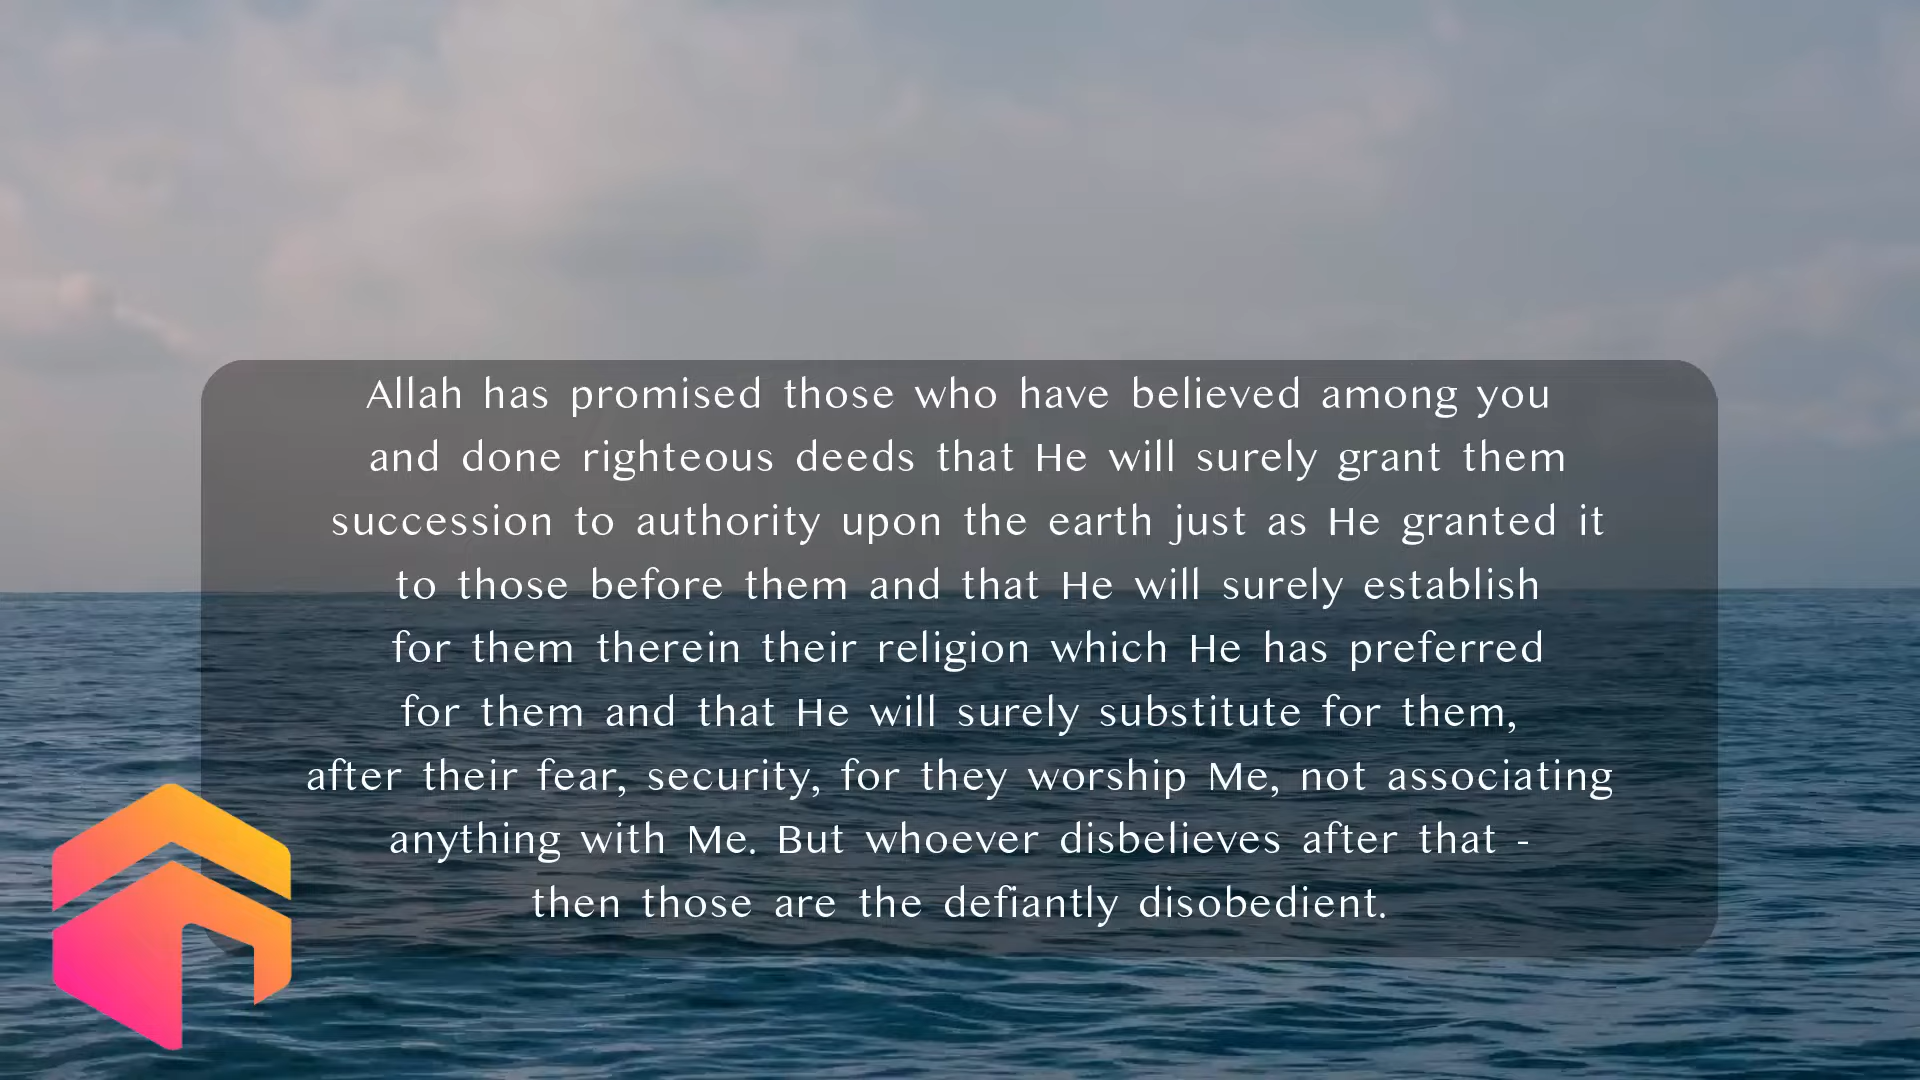 Allah has promised those who have believed among you
and done righteous deeds that He will surely grant them
succession to authority upon the earth just as He granted it
to those before them and that He will surely establish
for them therein their religion which He has preferred
for them and that He will surely substitute for them,
after their fear, security, for they worship Me, not associating
anything with Me. But whoever disbelieves after that -
then those are the defiantly disobedient.